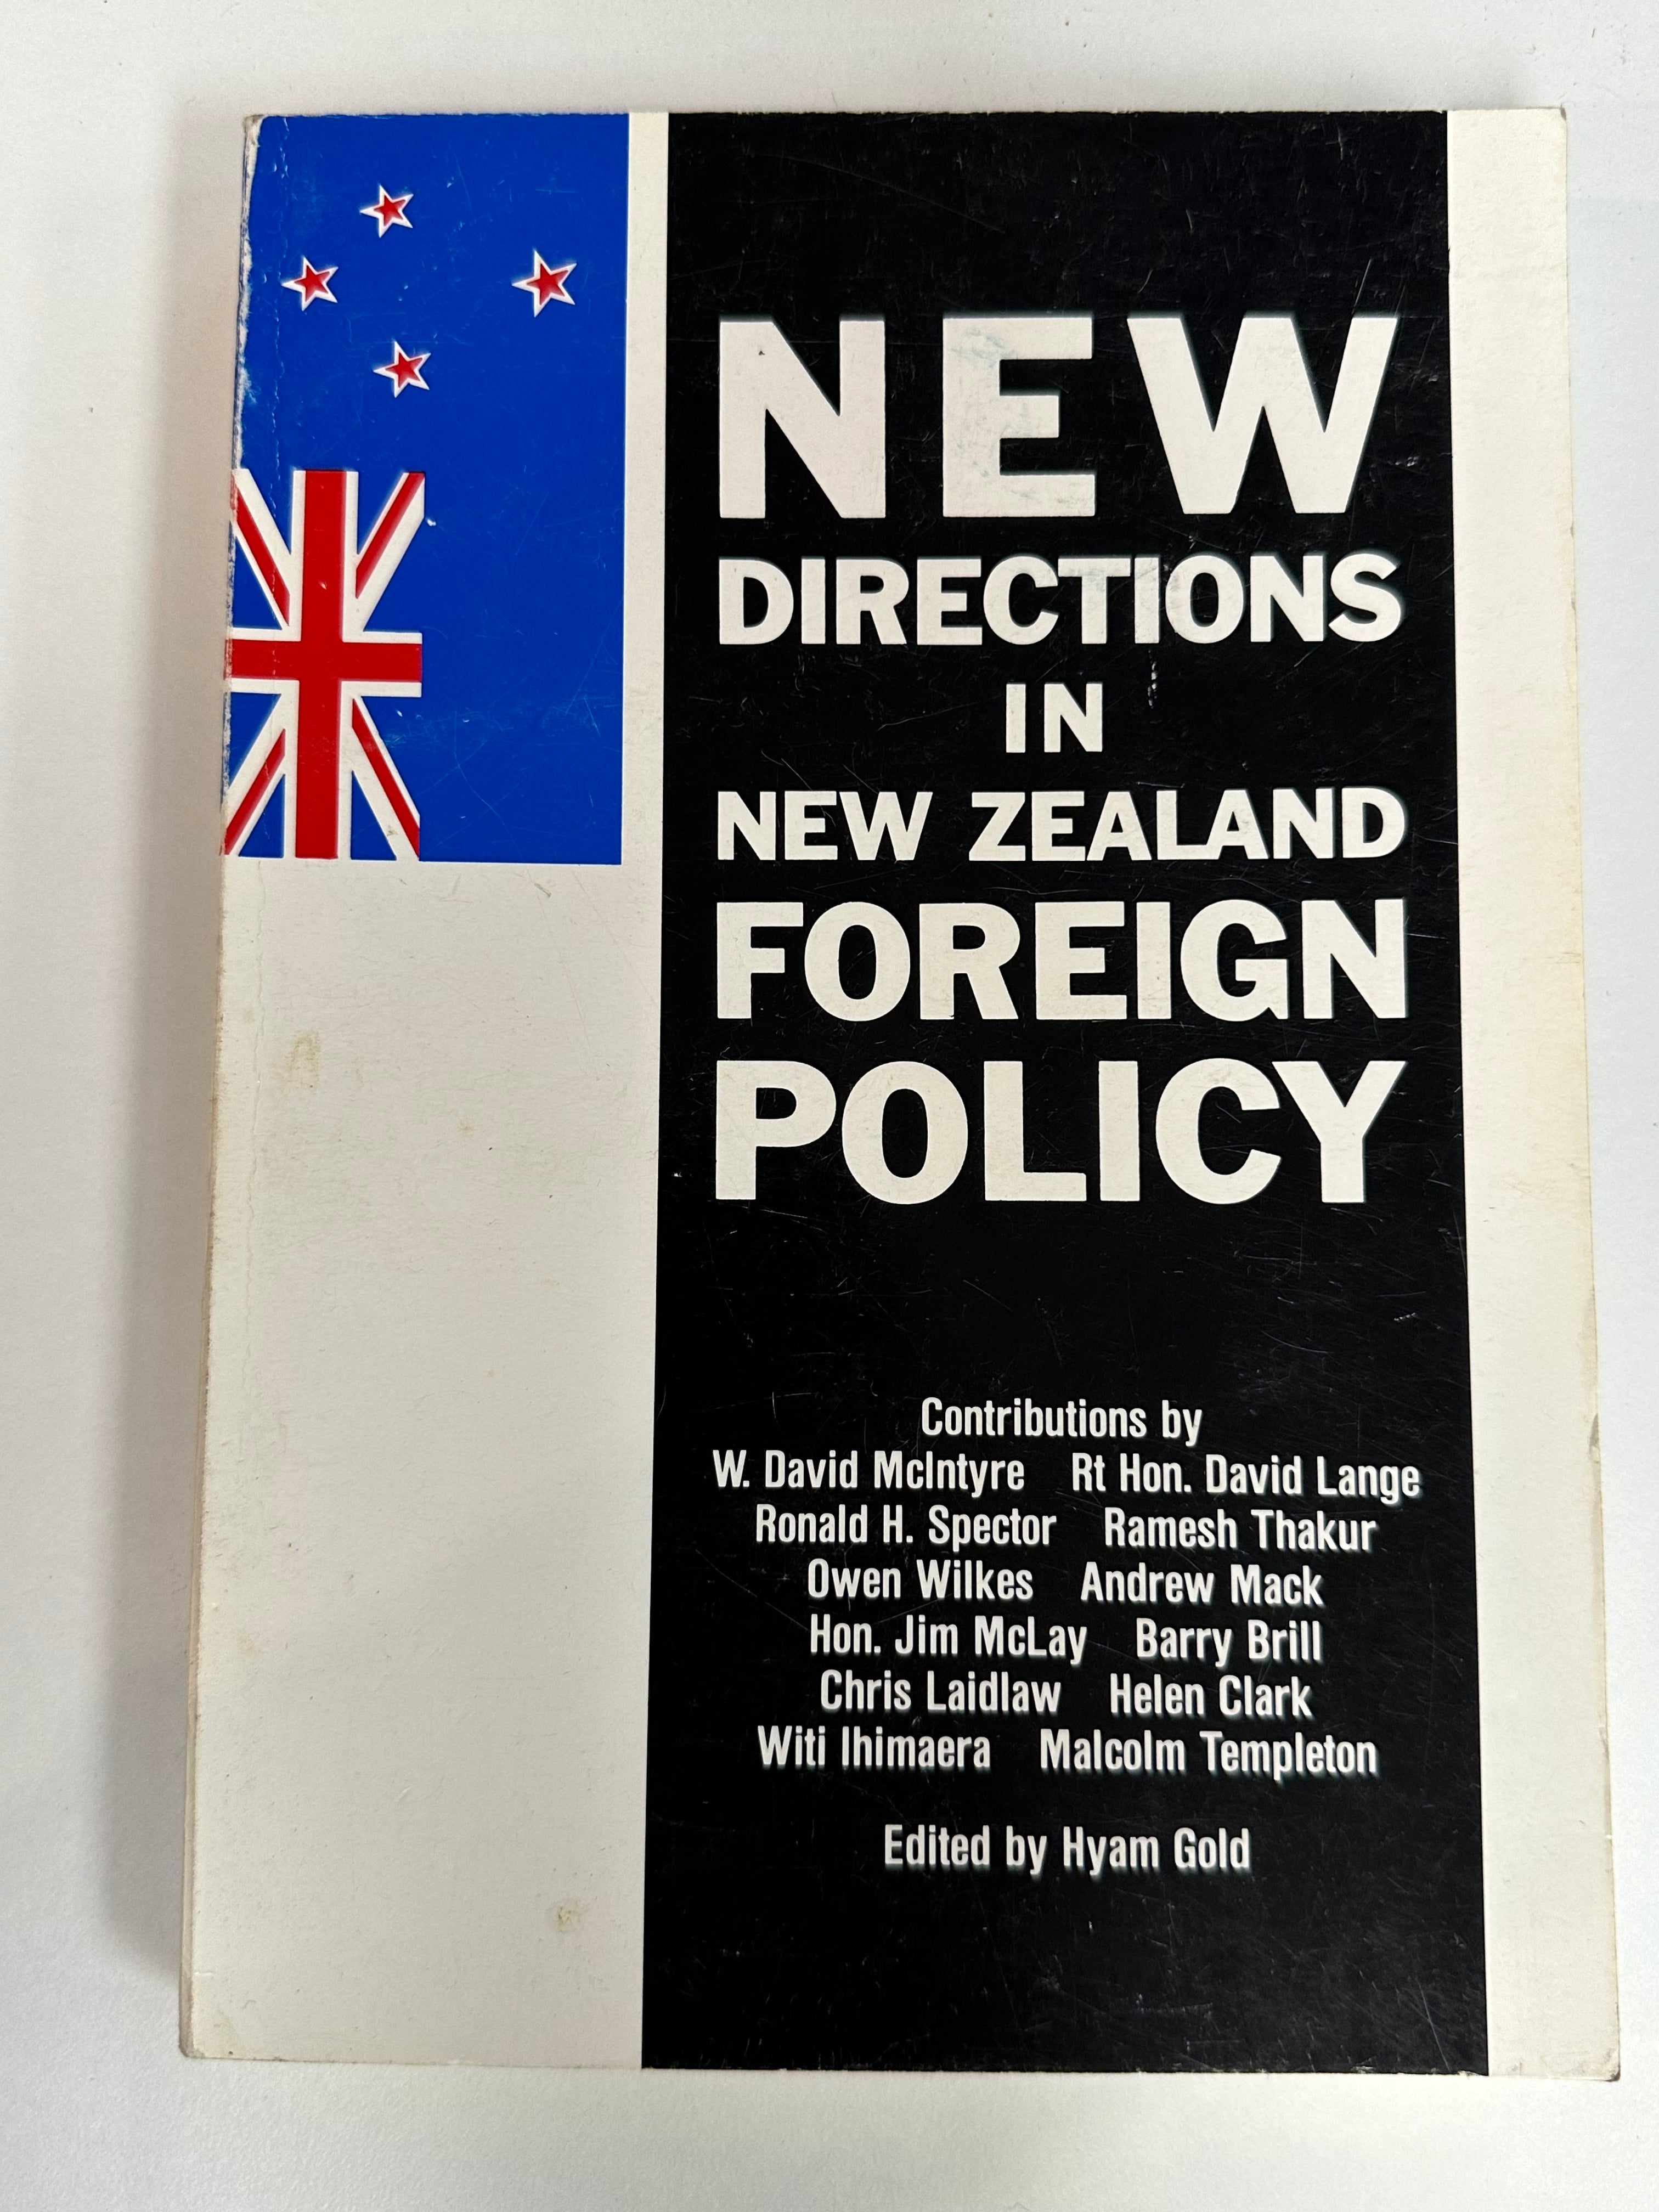 NEW
DIRECTIONS
IN
NEW ZEALAND
FOREIGN
POLICY
Contributions by
W. David McIntyre Rt Hon. David Lange
Ronald H. Spector Ramesh Thakur
Owen Wilkes Andrew Mack
Hon. Jim McLay Barry Brill
Chris Laidlaw Helen Clark
Witi Ihimaera Malcolm Templeton
Edited by Hyam Gold